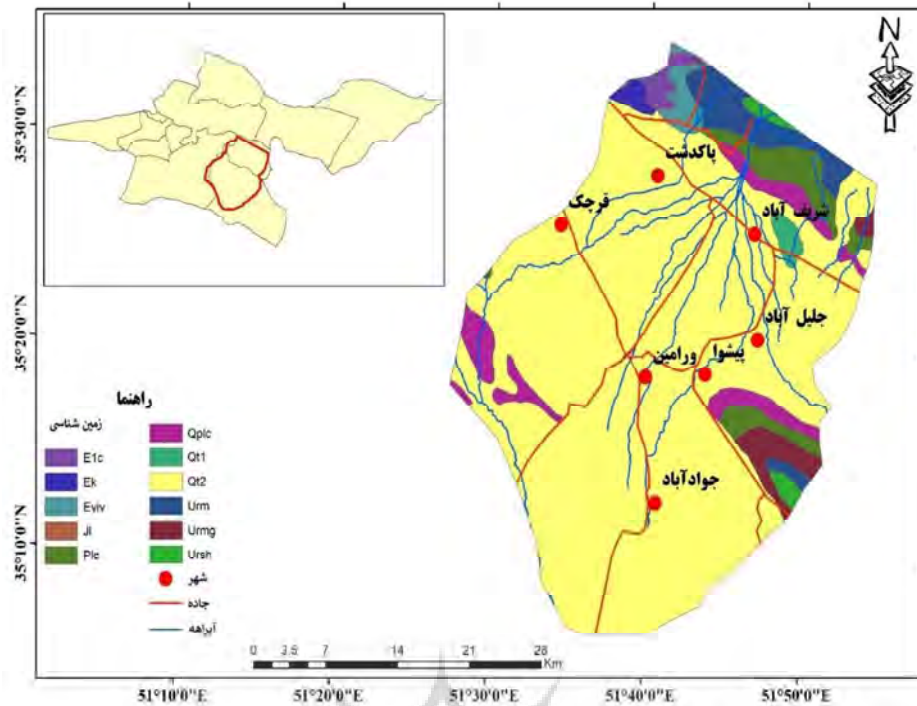 N
35°30'0"N
35°20'0"N
35°10'0"N
پاکدشت
قرچک
شریف آباد
جلیل آباد
پیشوا
ورامین
جوادآباد
راهنما
زمین شناسی
E1c
Ek
Eviv
Jl
Plc
Qplc
Qt1
Qt2
Urm
Urmg
Ursh
شهر
جاده
آبراهه
0 3.5 7 14 21 28
Km
51°10'0"E 51°20'0"E 51°30'0"E 51°40'0"E 51°50'0"E